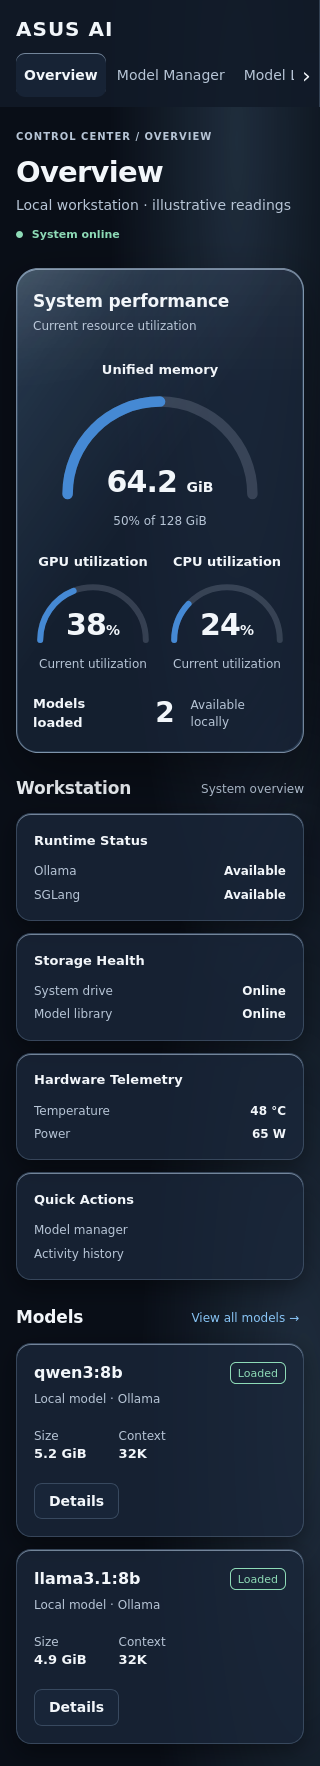 ASUS AI
Overview Model Manager Model L ›
CONTROL CENTER / OVERVIEW
Overview
Local workstation · illustrative readings
● System online
System performance
Current resource utilization
Unified memory
64.2 GiB
50% of 128 GiB
GPU utilization CPU utilization
38% 24%
Current utilization Current utilization
Models loaded 2 Available locally
Workstation System overview
Runtime Status
Ollama Available
SGLang Available
Storage Health
System drive Online
Model library Online
Hardware Telemetry
Temperature 48 °C
Power 65 W
Quick Actions
Model manager
Activity history
Models View all models →
qwen3:8b Loaded
Local model · Ollama
Size Context
5.2 GiB 32K
Details
llama3.1:8b Loaded
Local model · Ollama
Size Context
4.9 GiB 32K
Details